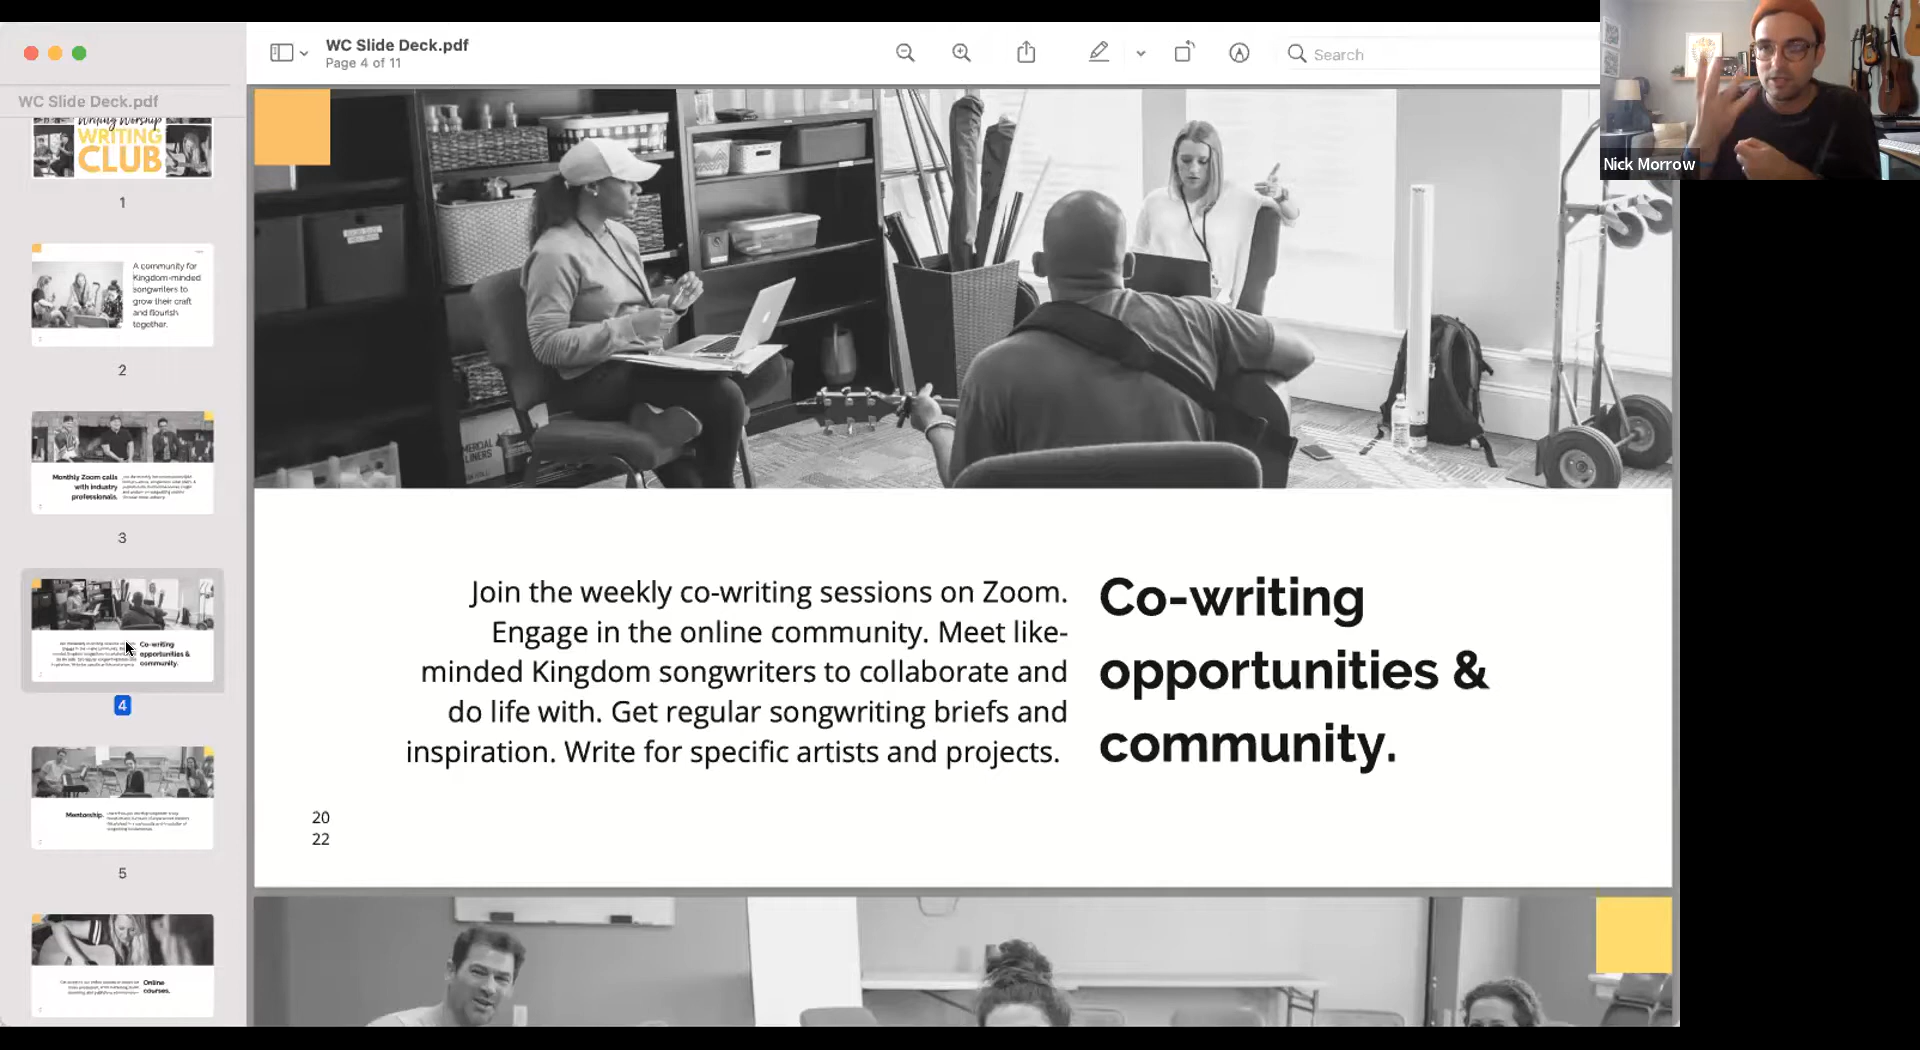 WC Slide Deck.pdf
Page 4 of 11
Search
Nick Morrow
WC Slide Deck.pdf
Writing Worship
WRITING
CLUB
1
A community for
Kingdom-minded
songwriters to
grow their craft
and flourish
together.
2
Monthly Zoom calls
with industry
professionals.
3
Co-writing
opportunities &
community.
4
Mentorship.
5
Online
courses.
MERCIAL
LINERS
Join the weekly co-writing sessions on Zoom.
Engage in the online community. Meet like-
minded Kingdom songwriters to collaborate and
do life with. Get regular songwriting briefs and
inspiration. Write for specific artists and projects.
Co-writing
opportunities &
community.
20
22